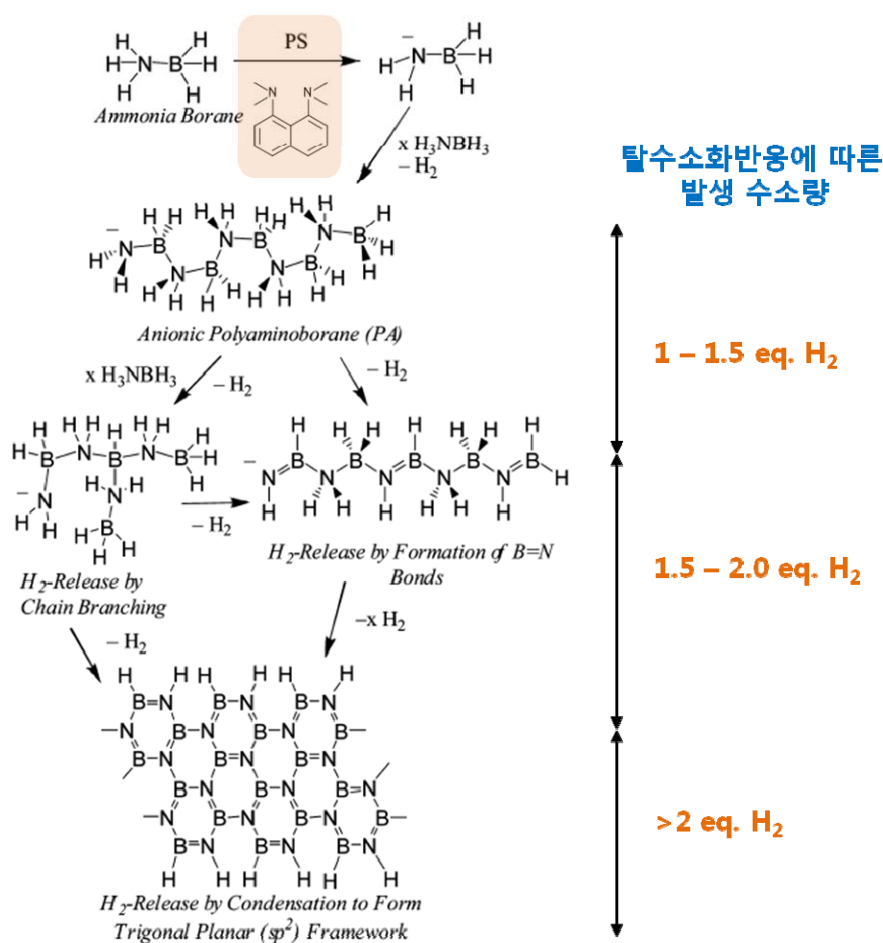 PS
Ammonia Borane
x H₃NBH₃
– H₂
탈수소화반응에 따른
발생 수소량
Anionic Polyaminoborane (PA)
1 – 1.5 eq. H₂
x H₃NBH₃
– H₂
– H₂
– H₂
H₂-Release by Formation of B=N
Bonds
H₂-Release by
Chain Branching
1.5 – 2.0 eq. H₂
– H₂
–x H₂
>2 eq. H₂
H₂-Release by Condensation to Form
Trigonal Planar (sp²) Framework